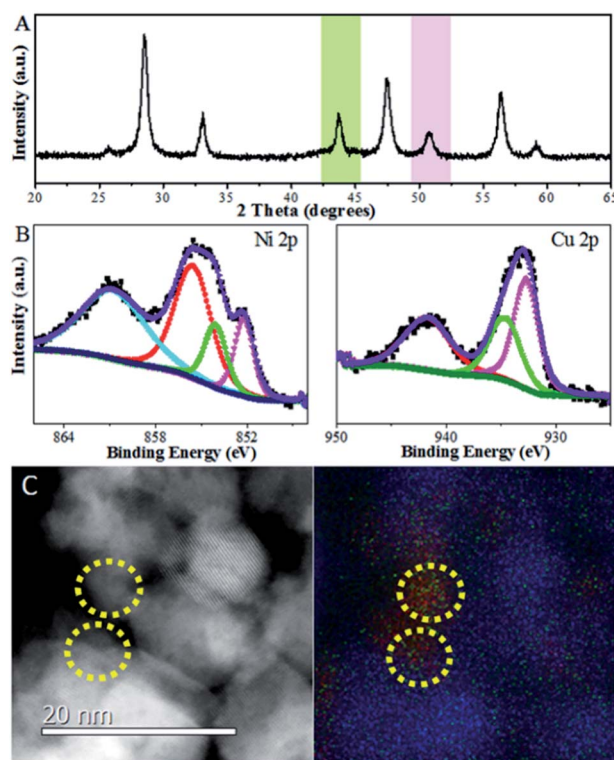 A
Intensity (a.u.)
20 25 30 35 40 45 50 55 60 65
2 Theta (degrees)
B
Ni 2p
Cu 2p
Intensity (a.u.)
864 858 852
950 940 930
Binding Energy (eV)
Binding Energy (eV)
C
20 nm